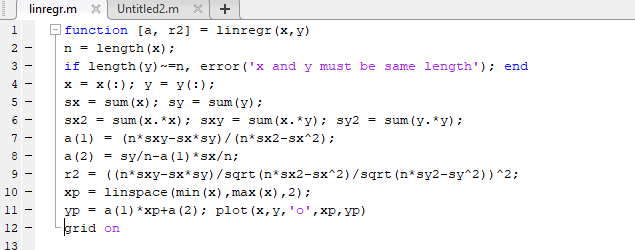 linregr.m × Untitled2.m × +
1 function [a, r2] = linregr(x,y)
2 – n = length(x);
3 – if length(y)~=n, error('x and y must be same length'); end
4 – x = x(:); y = y(:);
5 – sx = sum(x); sy = sum(y);
6 – sx2 = sum(x.*x); sxy = sum(x.*y); sy2 = sum(y.*y);
7 – a(1) = (n*sxy-sx*sy)/(n*sx2-sx^2);
8 – a(2) = sy/n-a(1)*sx/n;
9 – r2 = ((n*sxy-sx*sy)/sqrt(n*sx2-sx^2)/sqrt(n*sy2-sy^2))^2;
10 – xp = linspace(min(x),max(x),2);
11 – yp = a(1)*xp+a(2); plot(x,y,'o',xp,yp)
12 – grid on
13